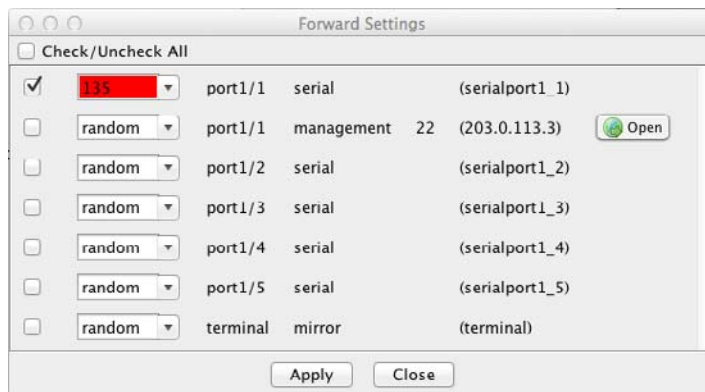 Forward Settings
Check/Uncheck All
135 port1/1 serial (serialport1_1)
random port1/1 management 22 (203.0.113.3) Open
random port1/2 serial (serialport1_2)
random port1/3 serial (serialport1_3)
random port1/4 serial (serialport1_4)
random port1/5 serial (serialport1_5)
random terminal mirror (terminal)
Apply Close